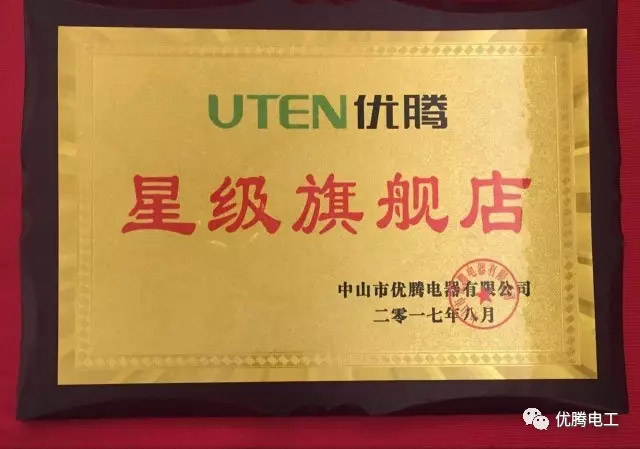 UTEN优腾
星级旗舰店
中山市优腾电器有限公司
二零一七年八月
优腾电工